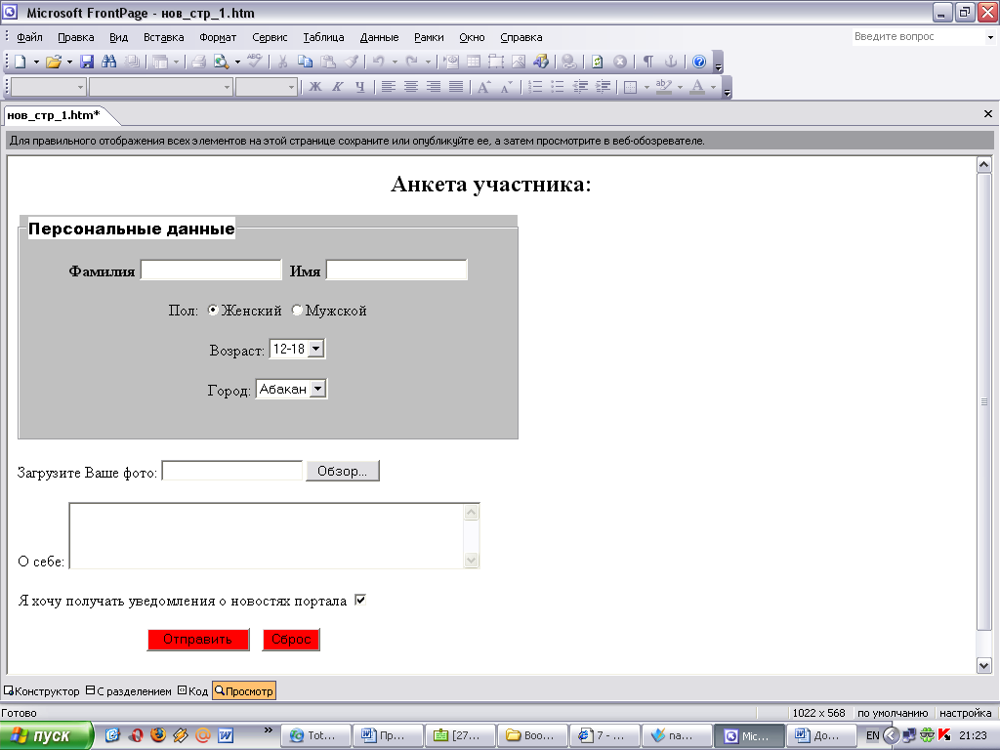 Microsoft FrontPage - нов_стр_1.htm
Файл Правка Вид Вставка Формат Сервис Таблица Данные Рамки Окно Справка Введите вопрос
Ж К Ч
нов_стр_1.htm*
Для правильного отображения всех элементов на этой странице сохраните или опубликуйте ее, а затем просмотрите в веб-обозревателе.
Анкета участника:
Персональные данные
Фамилия Имя
Пол: Женский Мужской
Возраст: 12-18
Город: Абакан
Загрузите Ваше фото: Обзор...
О себе:
Я хочу получать уведомления о новостях портала
Отправить Сброс
Конструктор С разделением Код Просмотр
Готово 1022 x 568 по умолчанию настройка
пуск » Tot... Пр... [27... Boo... 7 - ... па... Mic... До... EN 21:23